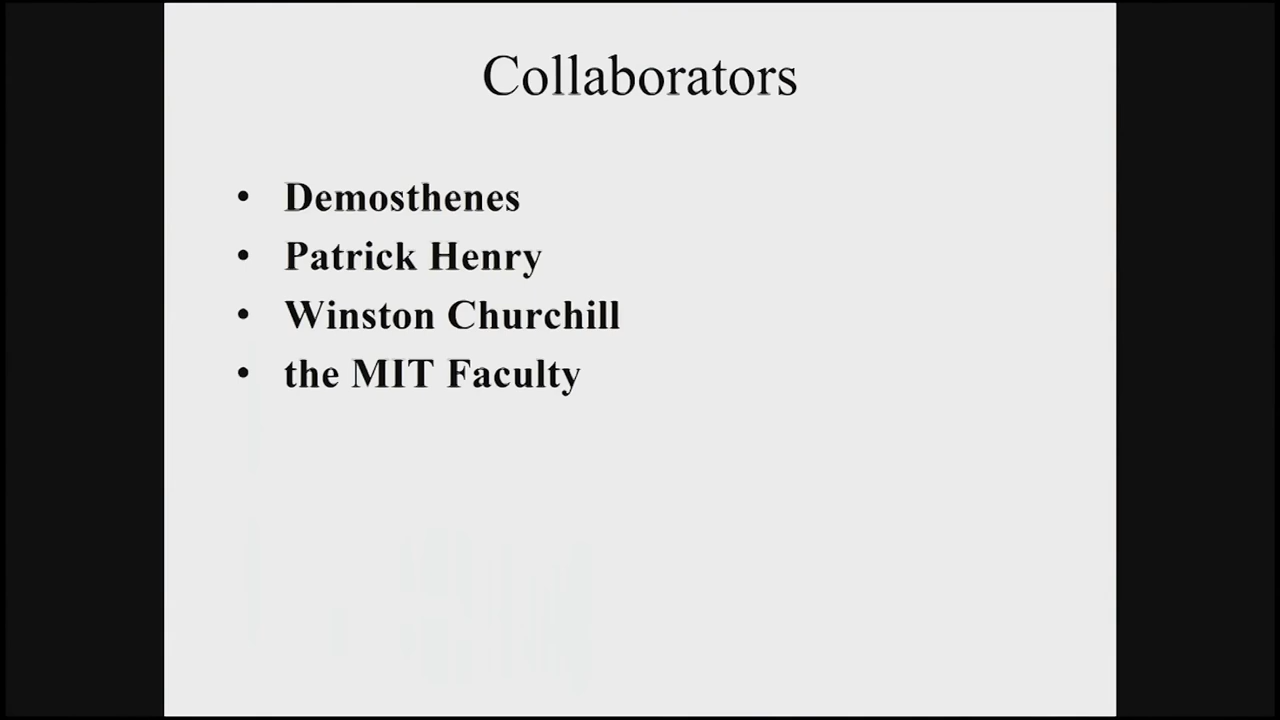 Collaborators
• Demosthenes
• Patrick Henry
• Winston Churchill
• the MIT Faculty